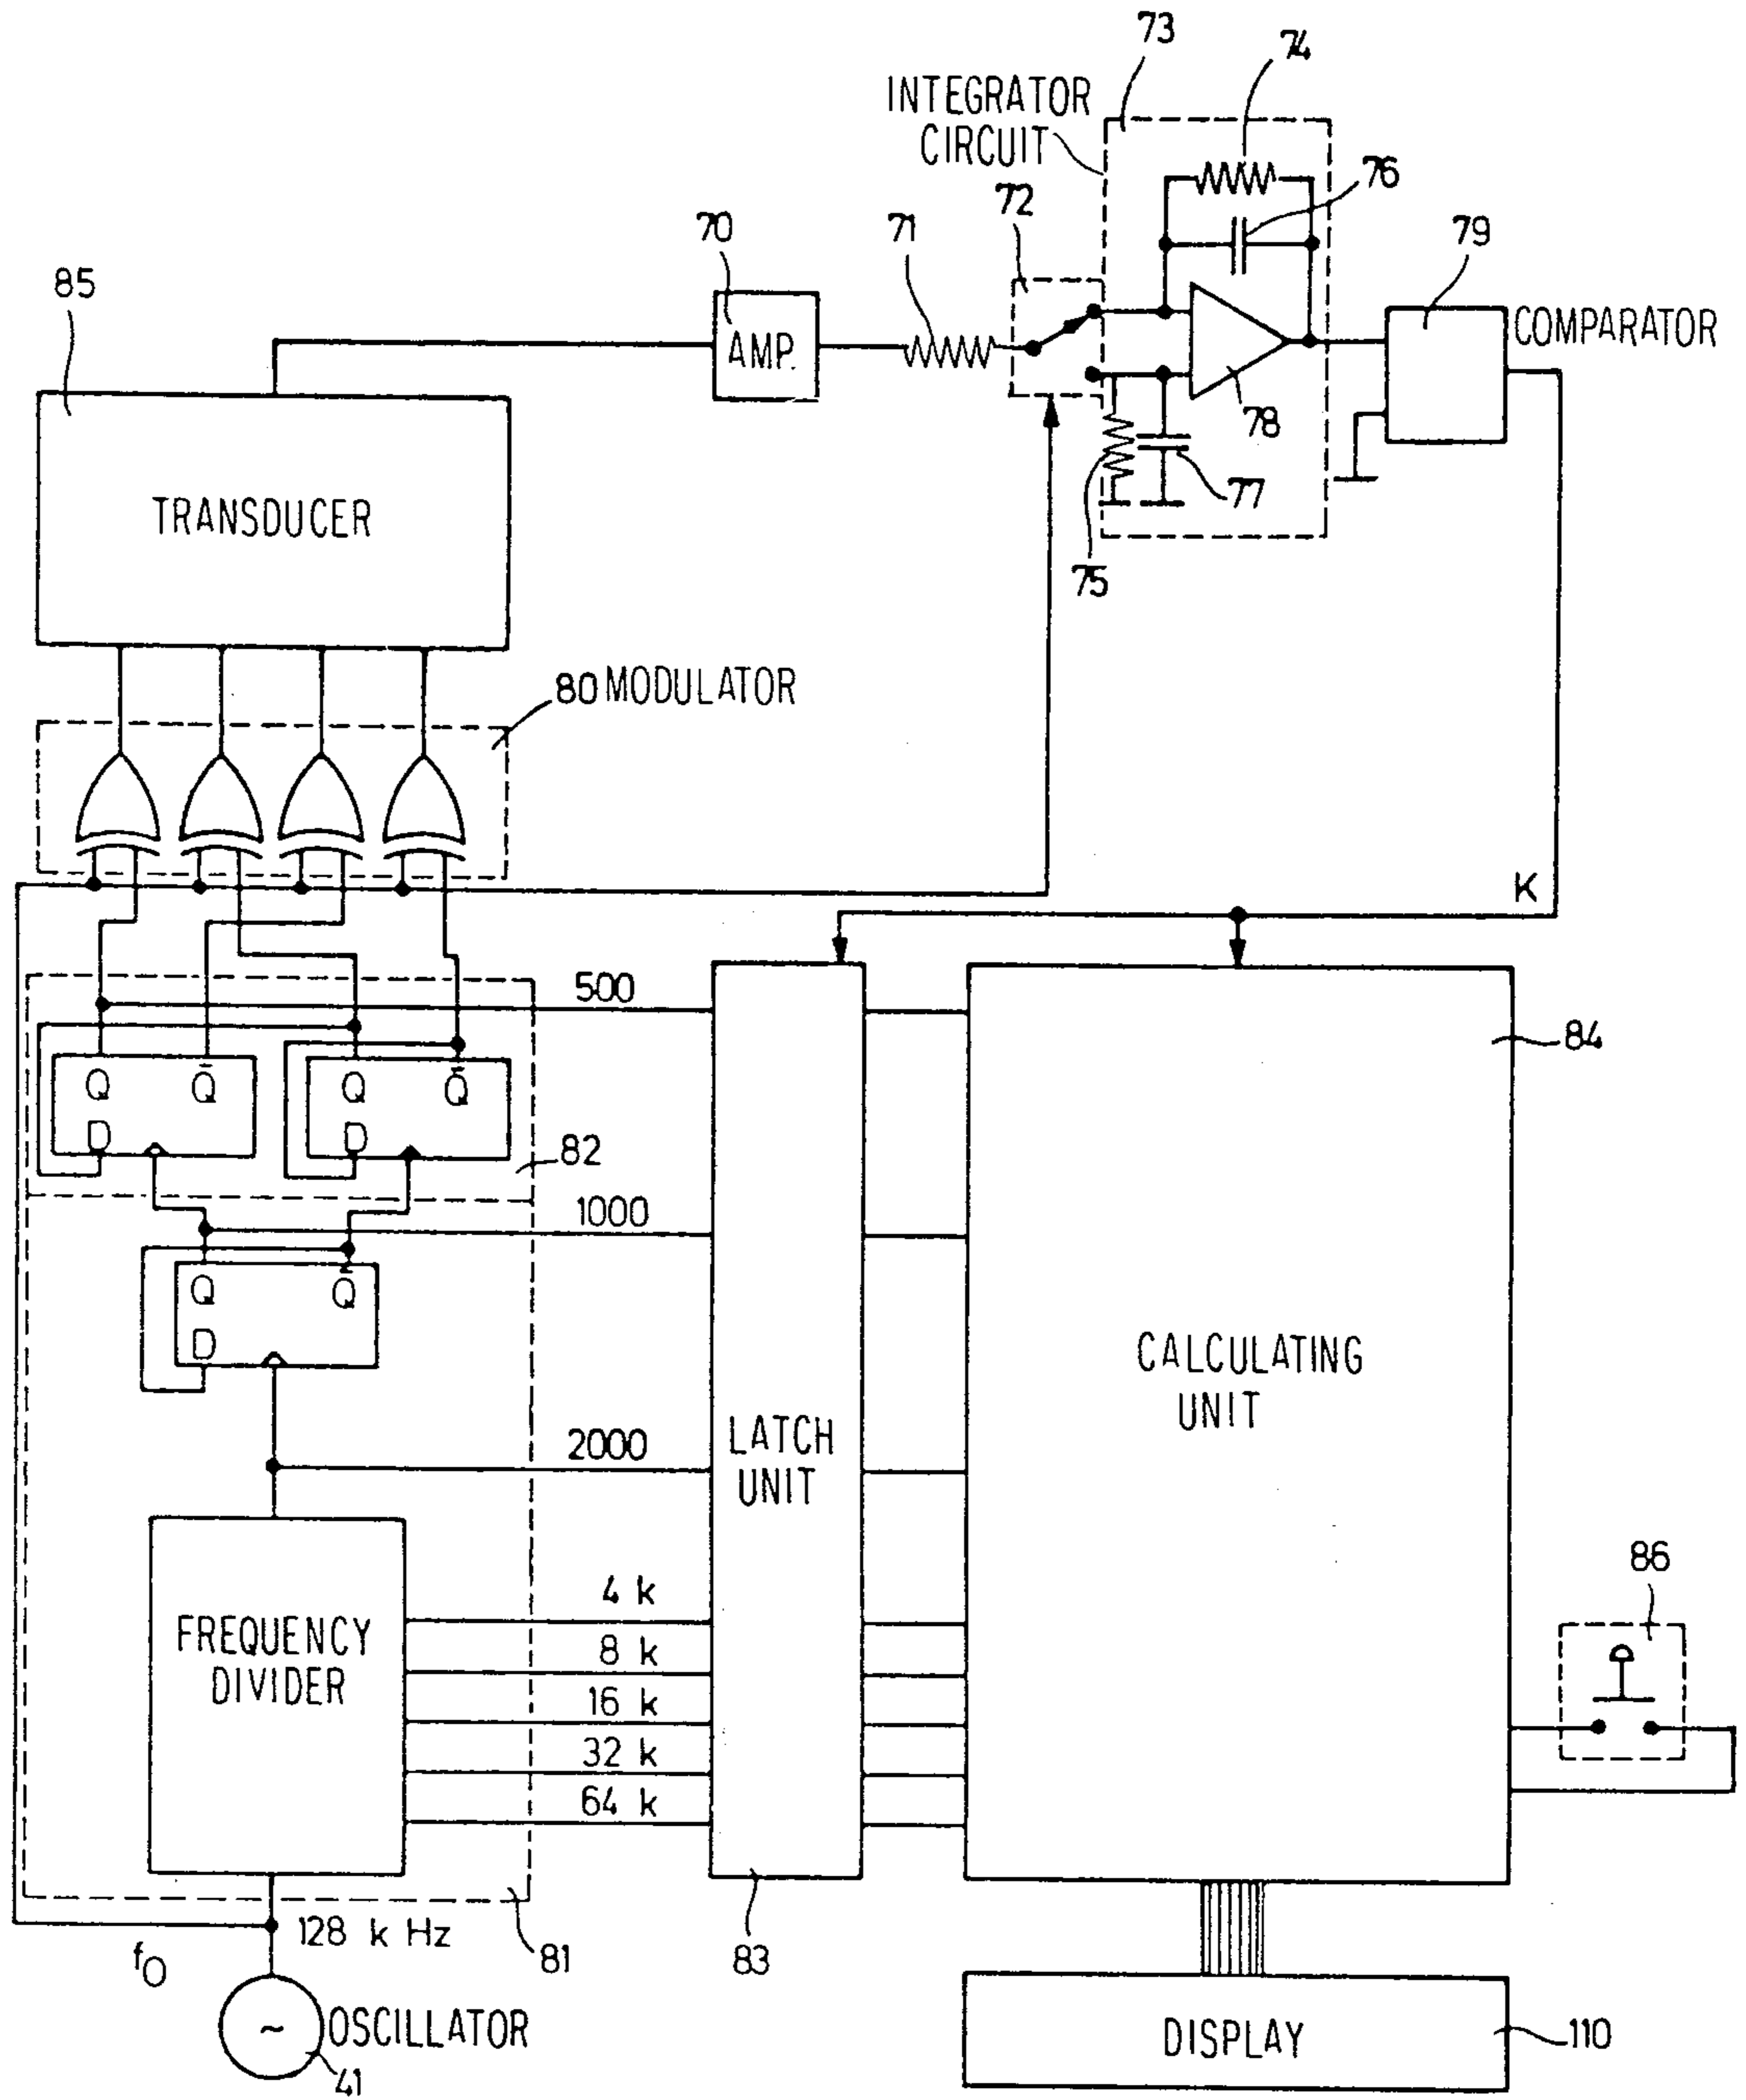 73
74
INTEGRATOR
CIRCUIT
76
72
70
71
79
85
AMP.
COMPARATOR
78
TRANSDUCER
77
75
80 MODULATOR
K
500
84
Q Q̄ Q Q̄
D D
82
1000
Q Q̄
D
CALCULATING
UNIT
2000
LATCH
UNIT
86
4 k
FREQUENCY
DIVIDER
8 k
16 k
32 k
64 k
128 k Hz
81
83
fO
~ OSCILLATOR
41
DISPLAY
110